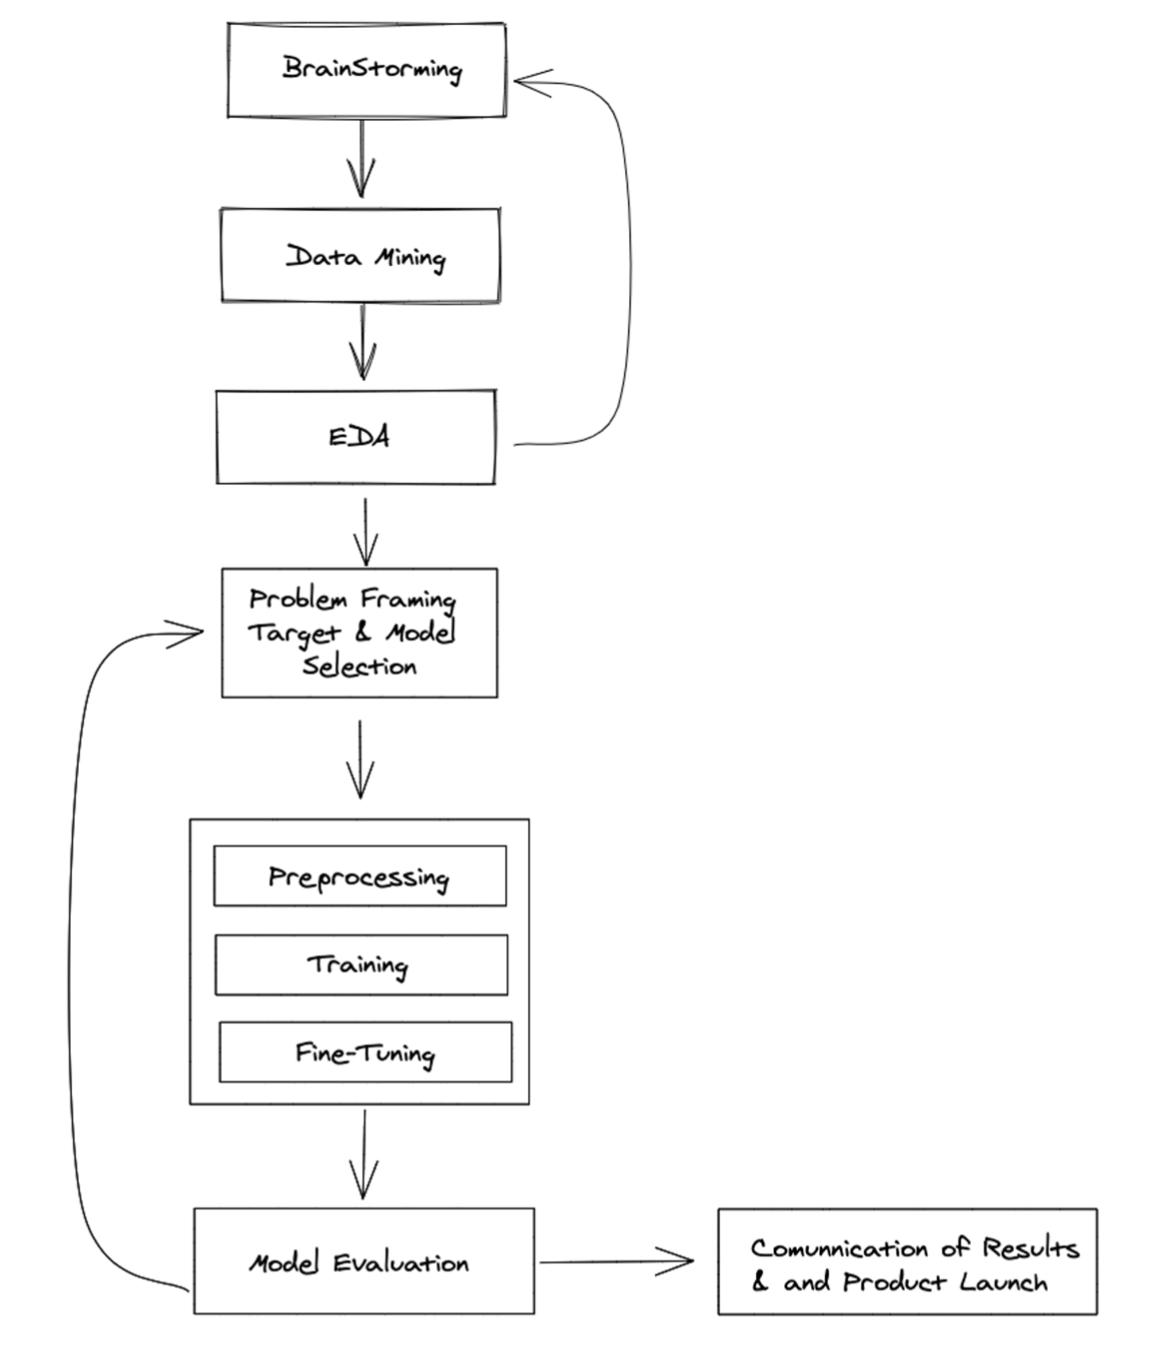 BrainStorming
Data Mining
EDA
Problem Framing
Target & Model
Selection
Preprocessing
Training
Fine-Tuning
Model Evaluation
Comunnication of Results
& and Product Launch